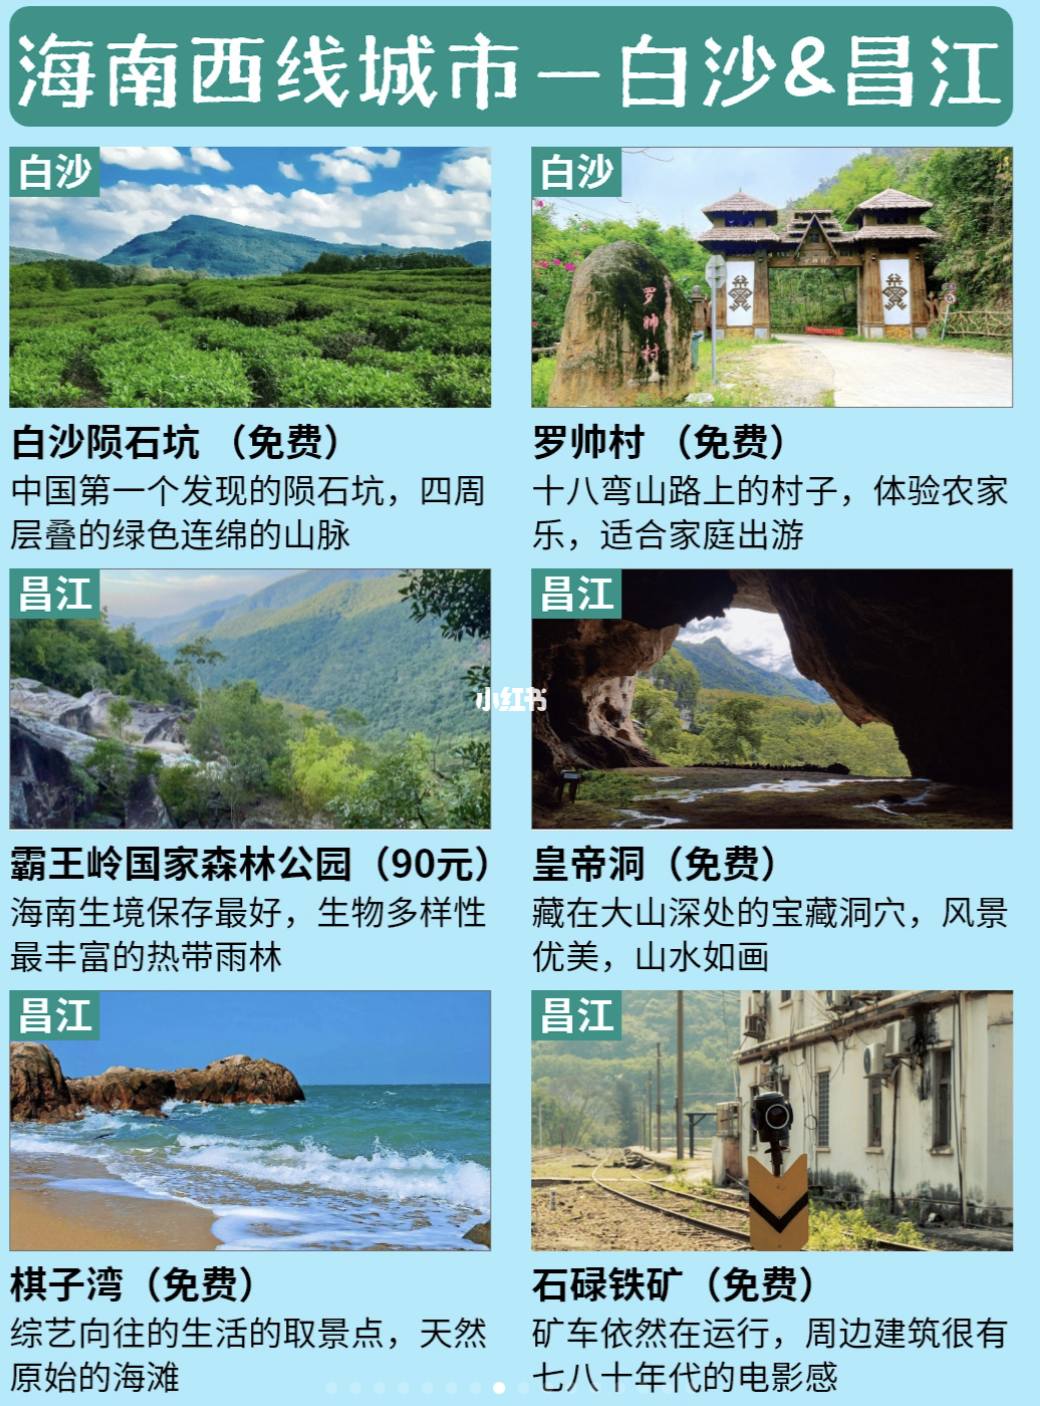 海南西线城市－白沙&昌江
白沙
白沙
罗帅村
白沙陨石坑 （免费）
中国第一个发现的陨石坑，四周
层叠的绿色连绵的山脉
罗帅村 （免费）
十八弯山路上的村子，体验农家
乐，适合家庭出游
昌江
昌江
小红书
霸王岭国家森林公园（90元）
海南生境保存最好，生物多样性
最丰富的热带雨林
皇帝洞（免费）
藏在大山深处的宝藏洞穴，风景
优美，山水如画
昌江
昌江
棋子湾（免费）
综艺向往的生活的取景点，天然
原始的海滩
石碌铁矿（免费）
矿车依然在运行，周边建筑很有
七八十年代的电影感